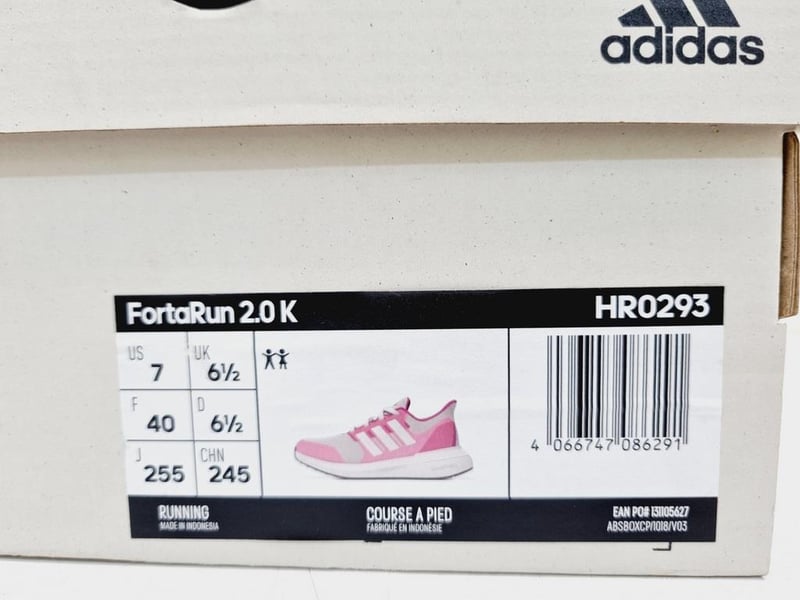 adidas
FortaRun 2.0 K HR0293
US 7 UK 6½
F 40 D 6½
J 255 CHN 245
4 066747 086291
RUNNING
MADE IN INDONESIA
COURSE A PIED
FABRIQUÉ EN INDONÉSIE
EAN PO# 131105627
ABSBOXCP/1018/V03